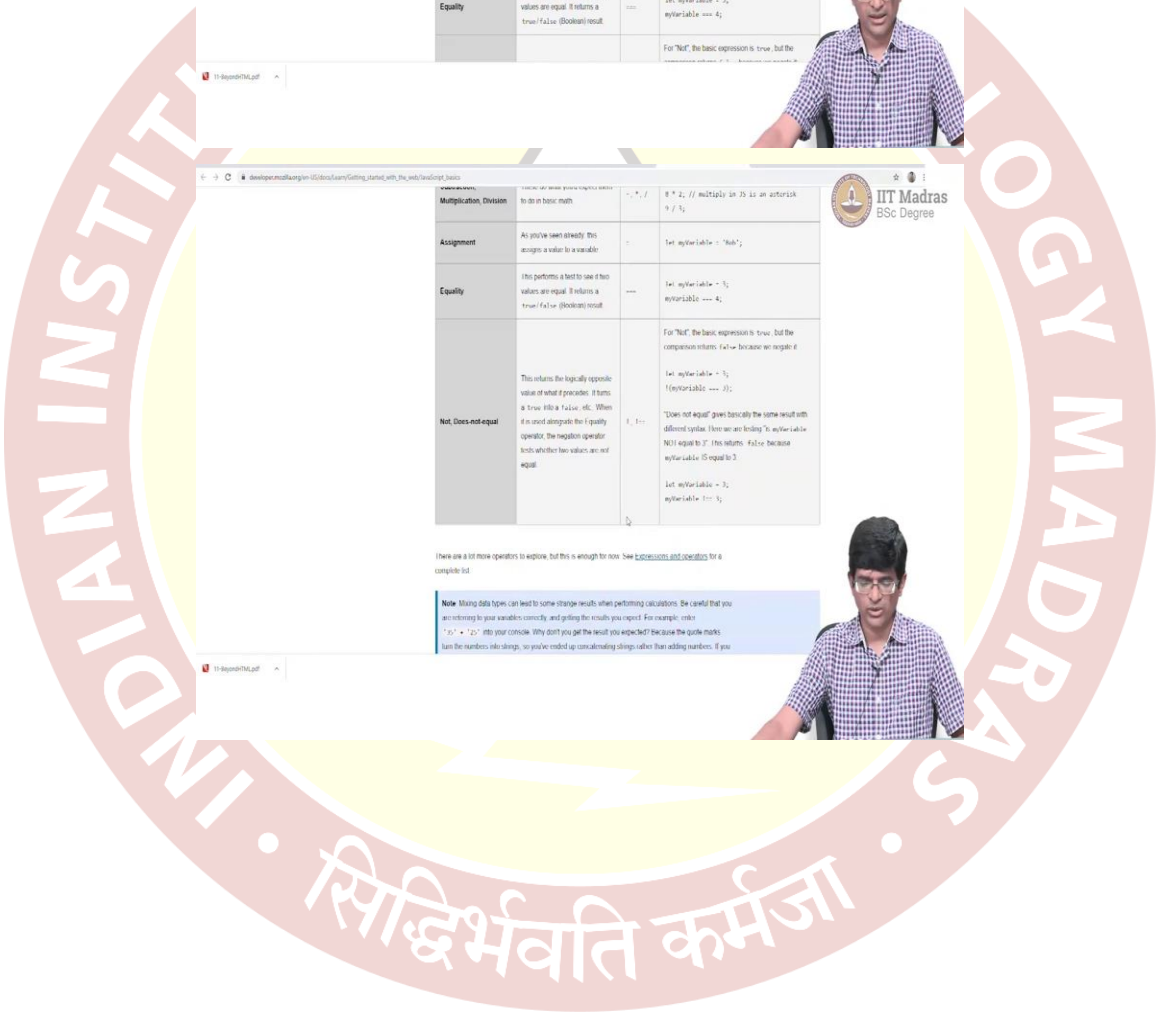 Equality
values are equal. It returns a
true/false (Boolean) result.
===
myVariable === 4;
For "Not", the basic expression is true, but the
11-BeyondHTML.pdf
developer.mozilla.org/en-US/docs/Learn/Getting_started_with_the_web/JavaScript_basics
IIT Madras
BSc Degree
Multiplication, Division
to do in basic math.
-, *, /
8 * 2; // multiply in JS is an asterisk
9 / 3;
Assignment
As you've seen already: this
assigns a value to a variable.
=
let myVariable = 'Bob';
Equality
This performs a test to see if two
values are equal. It returns a
true/false (Boolean) result.
===
let myVariable = 3;
myVariable === 4;
Not, Does-not-equal
This returns the logically opposite
value of what it precedes. It turns
a true into a false, etc.. When
it is used alongside the Equality
operator, the negation operator
tests whether two values are not
equal.
!, !==
For "Not", the basic expression is true, but the
comparison returns false because we negate it:
let myVariable = 3;
!(myVariable === 3);
"Does-not-equal" gives basically the same result with
different syntax. Here we are testing "is myVariable
NOT equal to 3". This returns false because
myVariable IS equal to 3:
let myVariable = 3;
myVariable !== 3;
There are a lot more operators to explore, but this is enough for now. See Expressions and operators for a
complete list.
Note: Mixing data types can lead to some strange results when performing calculations. Be careful that you
are referring to your variables correctly, and getting the results you expect. For example, enter
'35' + '25' into your console. Why don't you get the result you expected? Because the quote marks
turn the numbers into strings, so you've ended up concatenating strings rather than adding numbers. If you
11-BeyondHTML.pdf
सिद्धिर्भवति कर्मजा
INDIAN INSTIT
OLOGY MADRAS